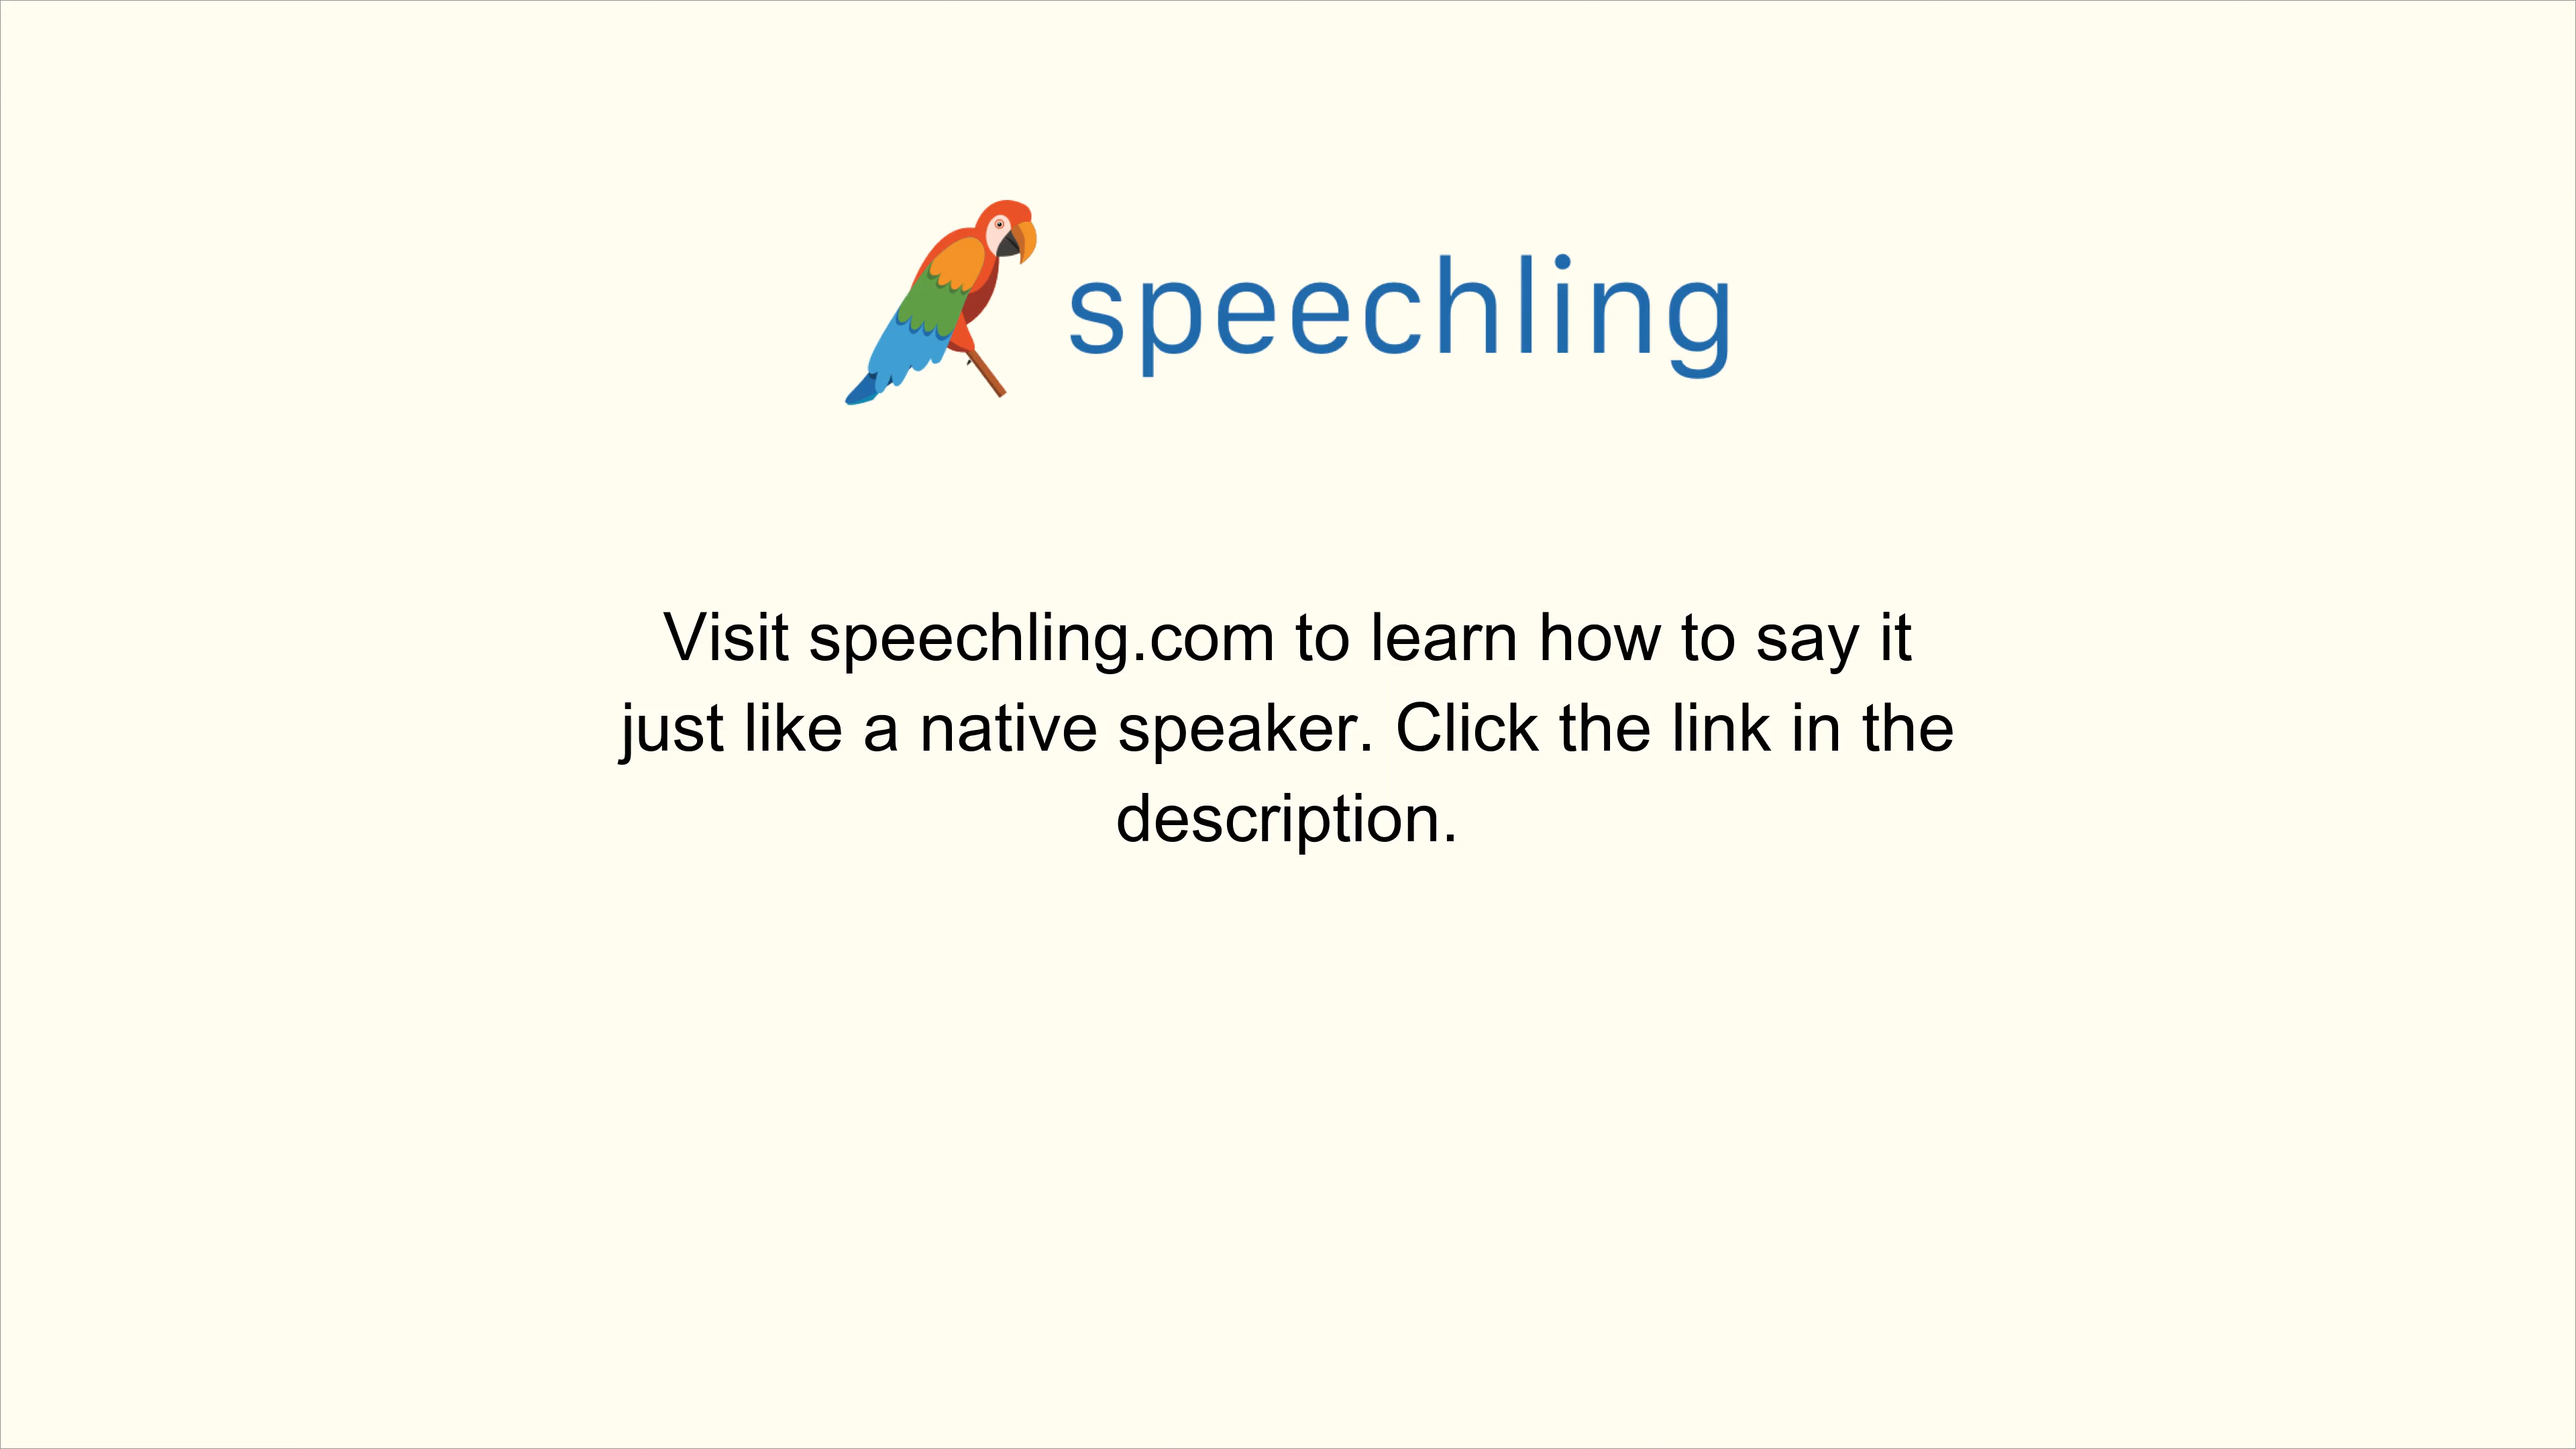 speechling
Visit speechling.com to learn how to say it
just like a native speaker. Click the link in the
description.